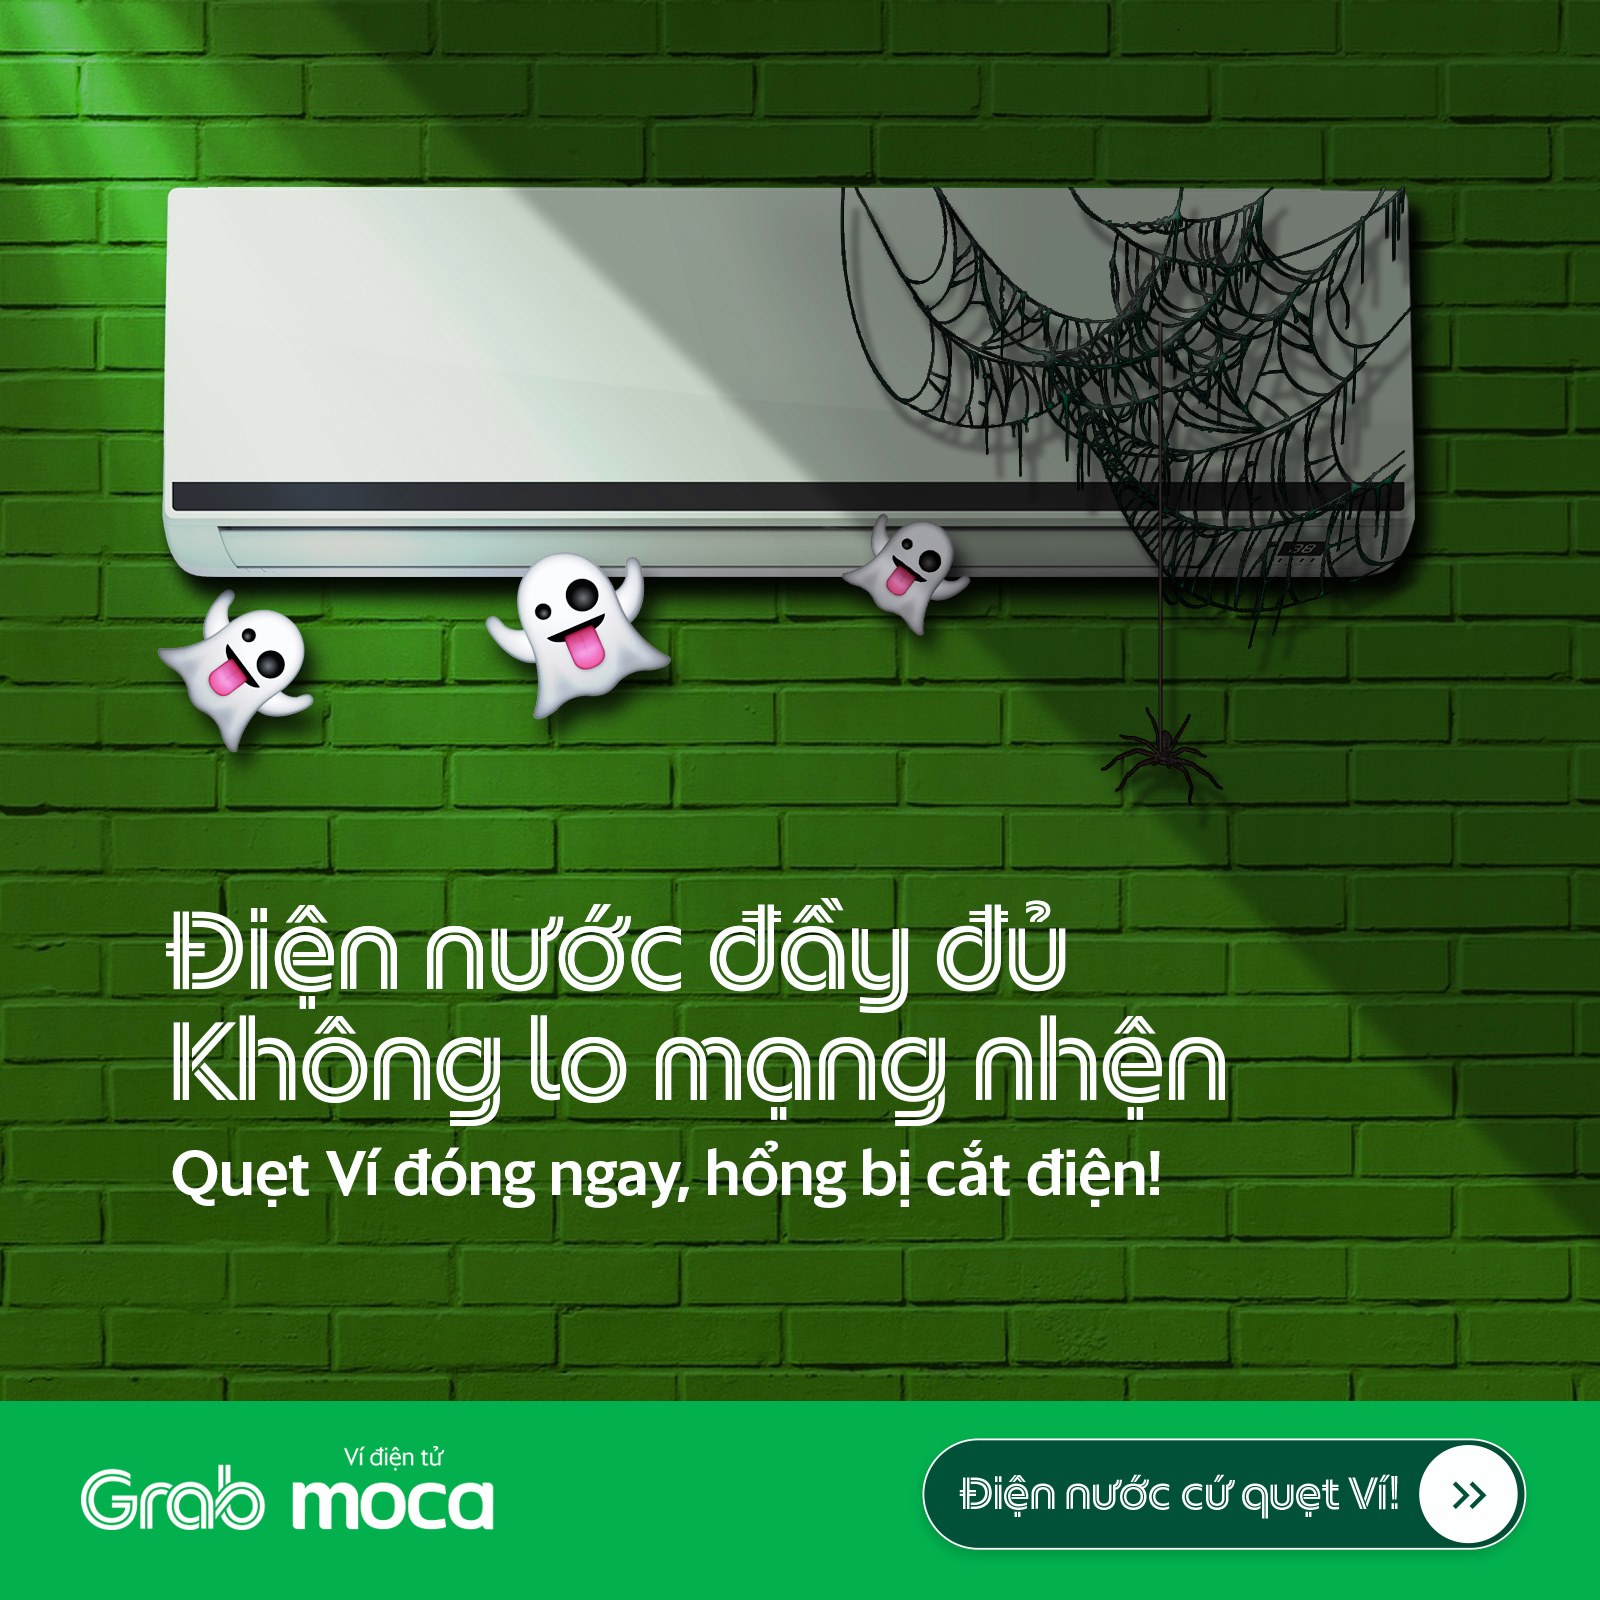 38
Điện nước đầy đủ
Không lo mạng nhện
Quẹt Ví đóng ngay, hổng bị cắt điện!
Ví điện tử
Grab moca
Điện nước cứ quẹt Ví!